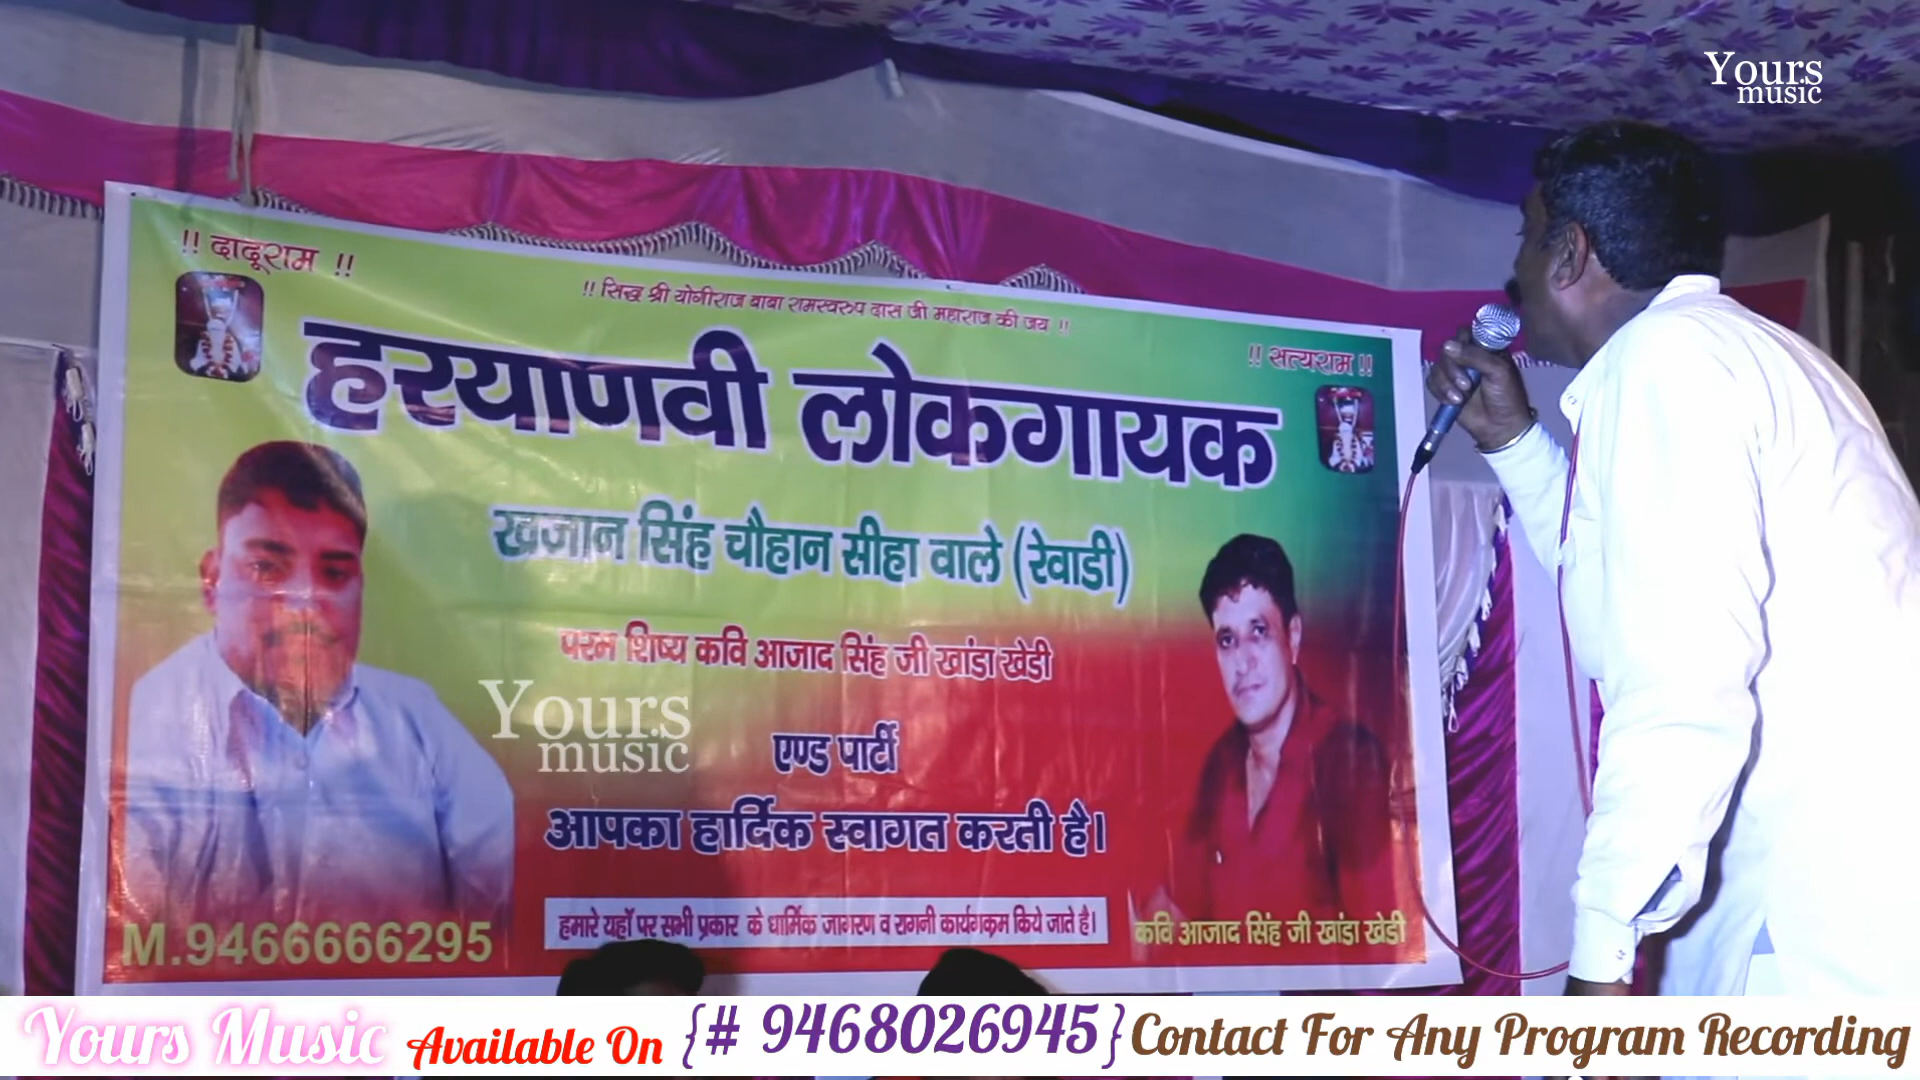 Yours
music
!! दादूराम !!
!! सिद्ध श्री योगीराज बाबा रामस्वरुप दास जी महाराज की जय !!
!! सत्यराम !!
हरयाणवी लोकगायक
खजान सिंह चौहान सीहा वाले (रेवाडी)
परम शिष्य कवि आजाद सिंह जी खांडा खेडी
Yours
music
एण्ड पार्टी
आपका हार्दिक स्वागत करती है।
हमारे यहाँ पर सभी प्रकार के धार्मिक जागरण व रागनी कार्यगक्रम किये जाते है।
M.9466666295
कवि आजाद सिंह जी खांडा खेडी
Yours Music Available On {# 9468026945} Contact For Any Program Recording